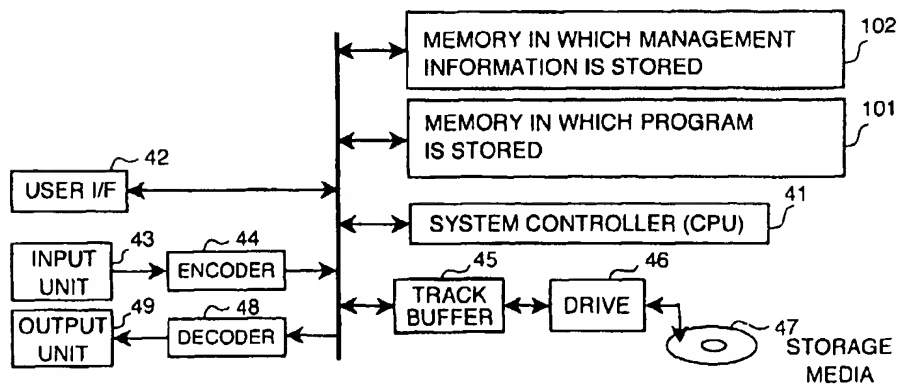 102
MEMORY IN WHICH MANAGEMENT
INFORMATION IS STORED
101
MEMORY IN WHICH PROGRAM
IS STORED
42
USER I/F
41
SYSTEM CONTROLLER (CPU)
43
44
INPUT
UNIT
ENCODER
45
46
TRACK
BUFFER
DRIVE
49
48
OUTPUT
UNIT
DECODER
47
STORAGE
MEDIA